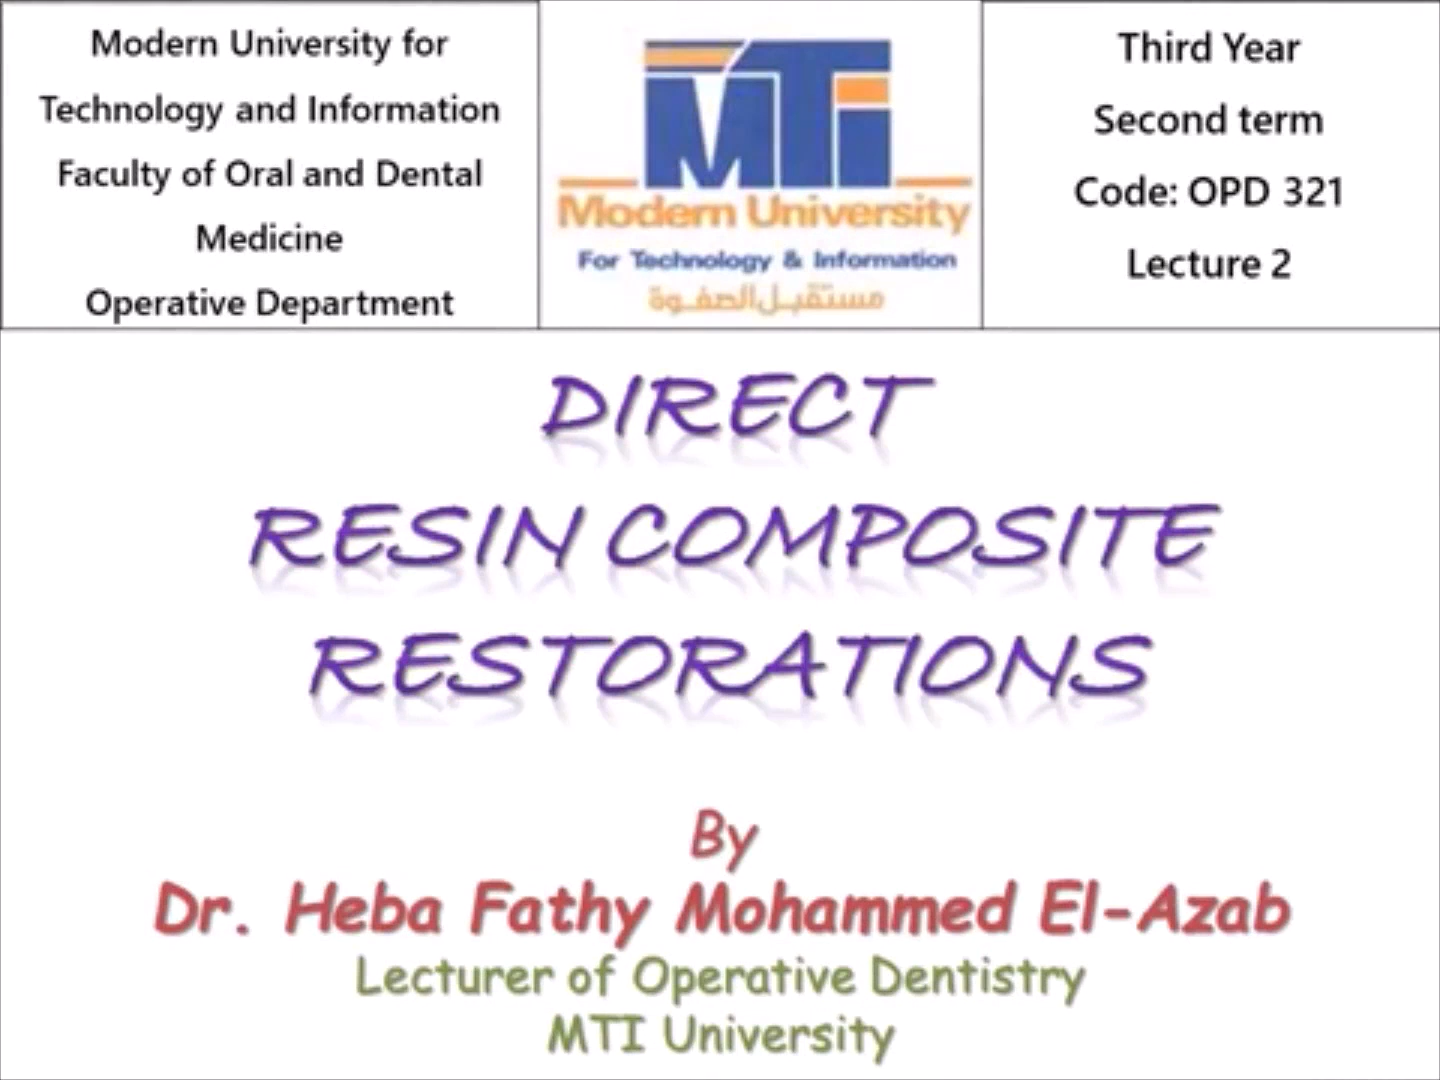 Modern University for
Technology and Information
Faculty of Oral and Dental
Medicine
Operative Department
MTi
Modern University
For Technology & Information
مستقبل الصفوة
Third Year
Second term
Code: OPD 321
Lecture 2
DIRECT
RESIN COMPOSITE
RESTORATIONS
By
Dr. Heba Fathy Mohammed El-Azab
Lecturer of Operative Dentistry
MTI University